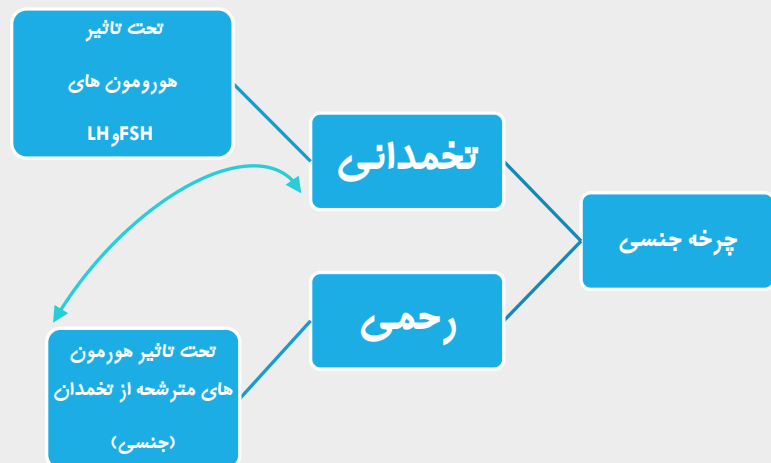 چرخه جنسی
تخمدانی
تحت تاثیر
هورومون های
FSHوLH
رحمی
تحت تاثیر هورمون
های مترشحه از تخمدان
(جنسی)